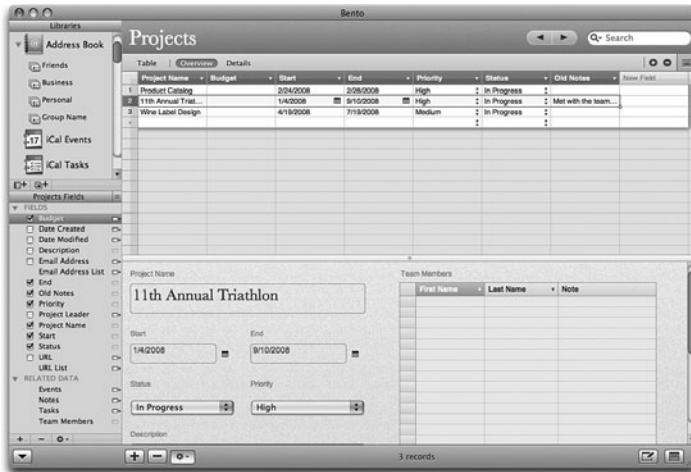 Bento
Libraries
Address Book
Friends
Business
Personal
Group Name
17 iCal Events
iCal Tasks
Projects Fields
FIELDS
Budget
Date Created
Date Modified
Description
Email Address
Email Address List
End
Old Notes
Priority
Project Leader
Project Name
Start
Status
URL
URL List
RELATED DATA
Events
Notes
Tasks
Team Members
Projects
Search
Table Overview Details
Project Name Budget Start End Priority Status Old Notes New Field
1 Product Catalog 2/24/2008 2/28/2008 High In Progress
2 11th Annual Triat... 1/4/2008 9/10/2008 High In Progress Met with the team...
3 Wine Label Design 4/19/2008 7/19/2008 Medium In Progress
Project Name
11th Annual Triathlon
Start End
1/4/2008 9/10/2008
Status Priority
In Progress High
Description
Team Members
First Name Last Name Note
3 records